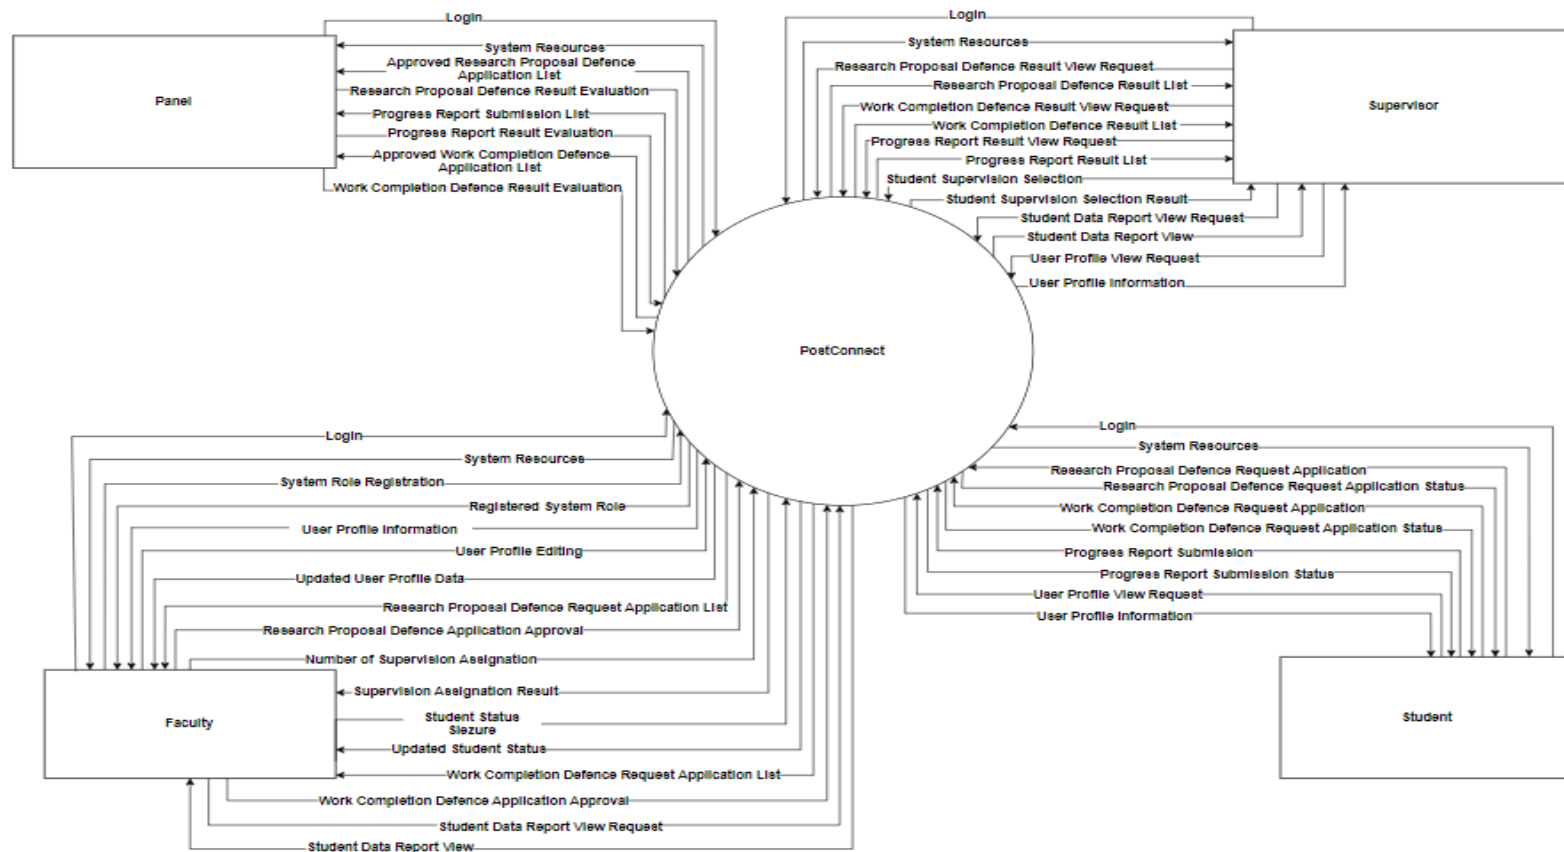 Login
System Resources
Approved Research Proposal Defence
Application List
Research Proposal Defence Result Evaluation
Panel
Progress Report Submission List
Progress Report Result Evaluation
Approved Work Completion Defence
Application List
Work Completion Defence Result Evaluation
Login
System Resources
Research Proposal Defence Result View Request
Research Proposal Defence Result List
Supervisor
Work Completion Defence Result View Request
Work Completion Defence Result List
Progress Report Result View Request
Progress Report Result List
Student Supervision Selection
Student Supervision Selection Result
Student Data Report View Request
Student Data Report View
User Profile View Request
User Profile Information
PostConnect
Login
System Resources
System Role Registration
Registered System Role
User Profile Information
User Profile Editing
Updated User Profile Data
Research Proposal Defence Request Application List
Research Proposal Defence Application Approval
Number of Supervision Assignation
Supervision Assignation Result
Faculty
Student Status
Siezure
Updated Student Status
Work Completion Defence Request Application List
Work Completion Defence Application Approval
Student Data Report View Request
Student Data Report View
Login
System Resources
Research Proposal Defence Request Application
Research Proposal Defence Request Application Status
Work Completion Defence Request Application
Work Completion Defence Request Application Status
Progress Report Submission
Progress Report Submission Status
User Profile View Request
User Profile Information
Student